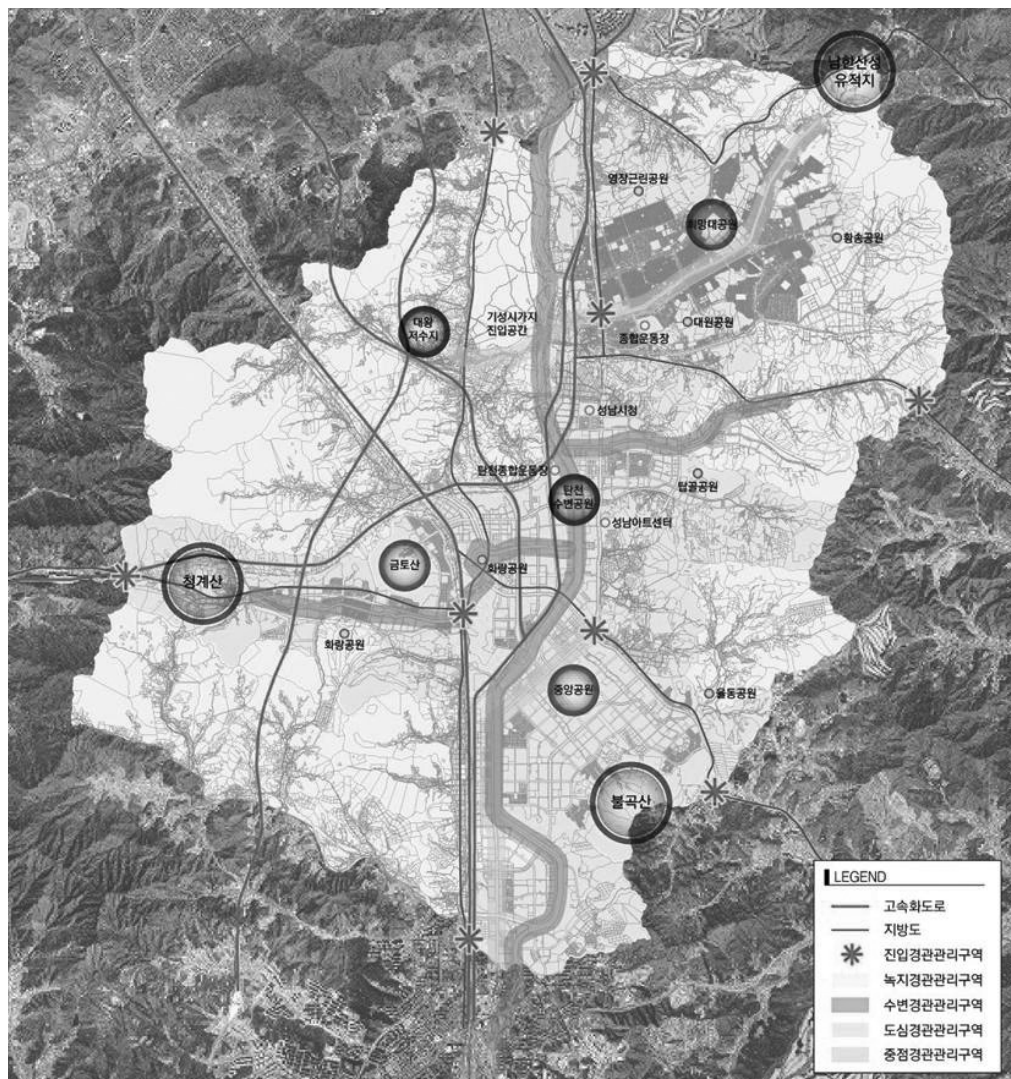 남한산성
유적지
영장근린공원
희망대공원
황송공원
대왕
저수지
기성시가지
진입공간
대원공원
종합운동장
성남시청
탄천종합운동장
탑골공원
탄천
수변공원
성남아트센터
금토산
화랑공원
청계산
화랑공원
중앙공원
율동공원
불곡산
LEGEND
고속화도로
지방도
진입경관관리구역
녹지경관관리구역
수변경관관리구역
도심경관관리구역
중점경관관리구역